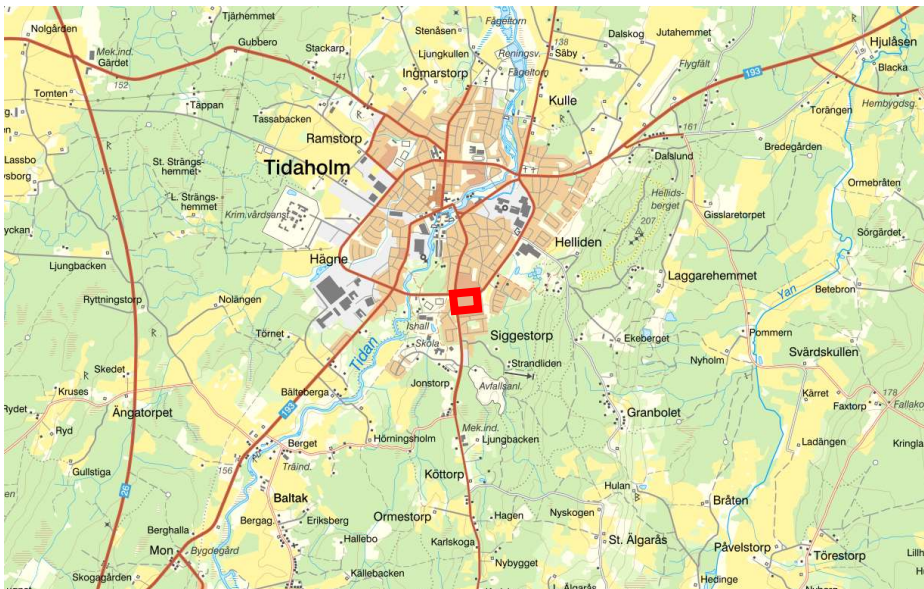 Nolgården
Tjärhemmet
Stenåsen
Fågeltorn
Dalskog
Jutahemmet
Hjulåsen
Gubbero
Stackarp
Ljungkullen
Reningsv.
138
Säby
Mek.ind.
Gärdet
Flygfält
193
Blacka
Tomten
152
Täppan
141
Ingmarstorp
Fågeltorn
Kulle
Hembygdsg.
Tassabacken
Torängen
Ramstorp
161
Bredegården
Lassbo
St. Strängs-
hemmet
Tidaholm
Dalslund
L. Strängs-
hemmet
Krim.vårdsanst.
Hellids-
berget
207
Ormebråten
Gisslaretorpet
Sörgårdet
Ljungbacken
Hägne
Helliden
Laggarehemmet
Betebron
Ryttningstorp
Nolängen
Yan
Törnet
Ishall
Siggestorp
Ekeberget
Pommern
Skola
Tidan
Strandliden
Nyholm
Svärdskullen
Skedet
Kruses
Bälteberga
Jonstorp
Avfallsanl.
Kärret
178
Rydet
Ängatorpet
193
Granbolet
Faxtorp
Ryd
Berget
Hörningsholm
Mek.ind.
Ljungbacken
Ladängen
Gullstiga
156
Träind.
Köttorp
Hulan
26
Baltak
Bråten
Berghalla
Bergag.
Eriksberg
Ormestorp
Hagen
Nyskogen
Mon
Bygdegård
Hallebo
Karlskoga
St. Älgarås
Påvelstorp
Törestorp
Skogagården
Källebacken
Nybygget
Hedinge